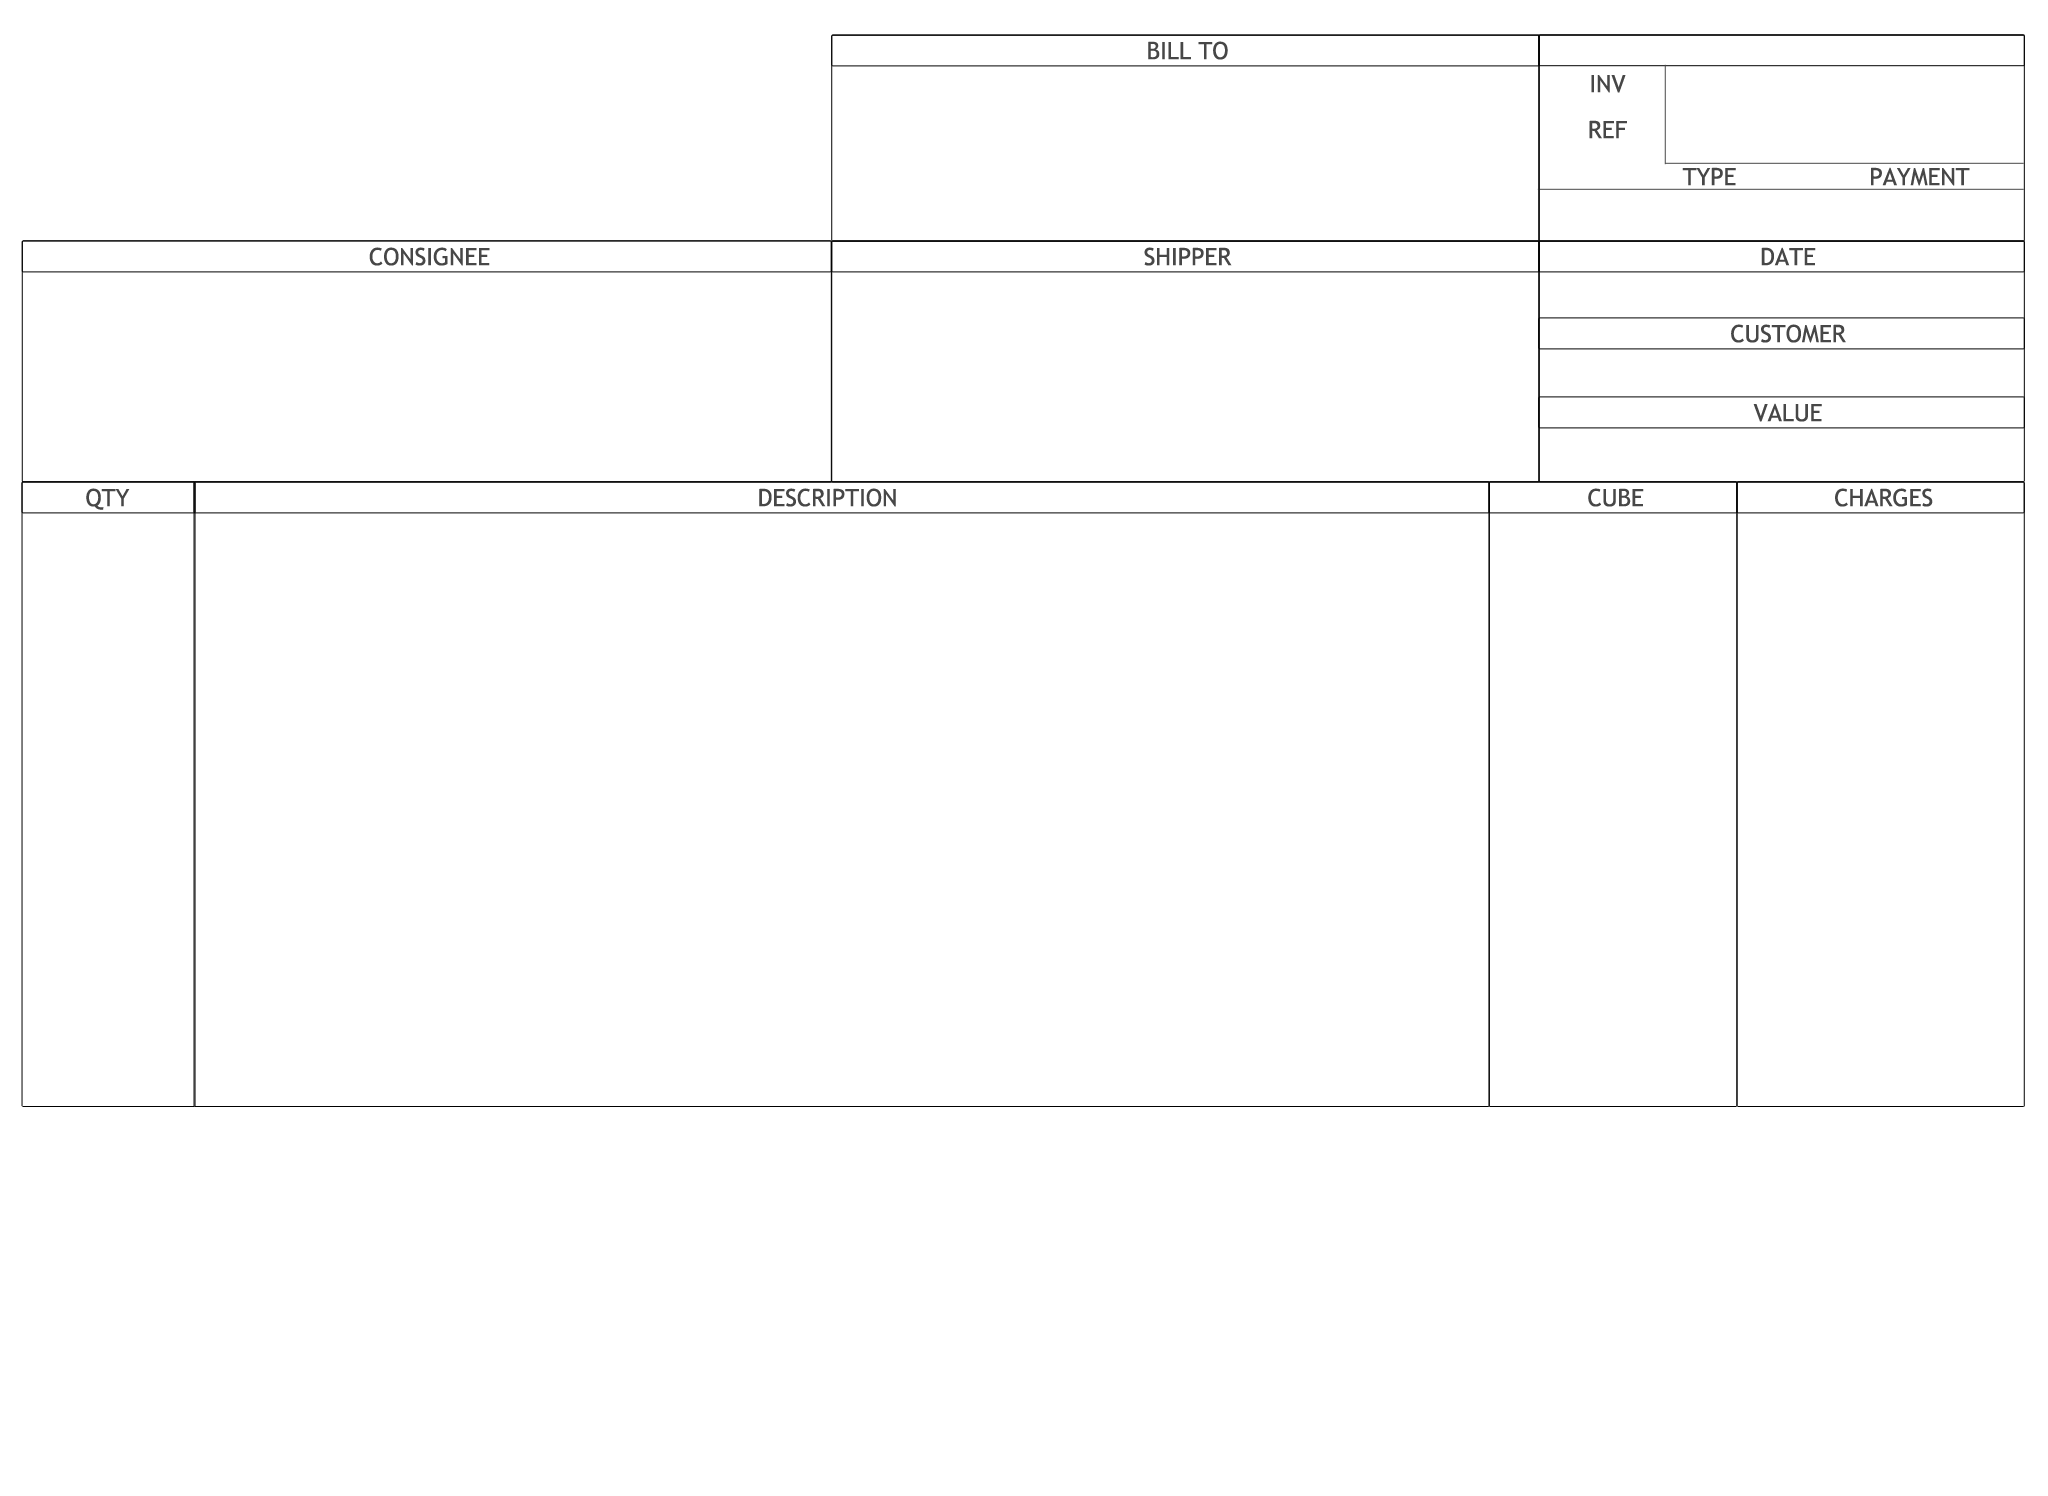 BILL TO
INV
REF
TYPE PAYMENT
CONSIGNEE SHIPPER DATE
CUSTOMER
VALUE
QTY DESCRIPTION CUBE CHARGES